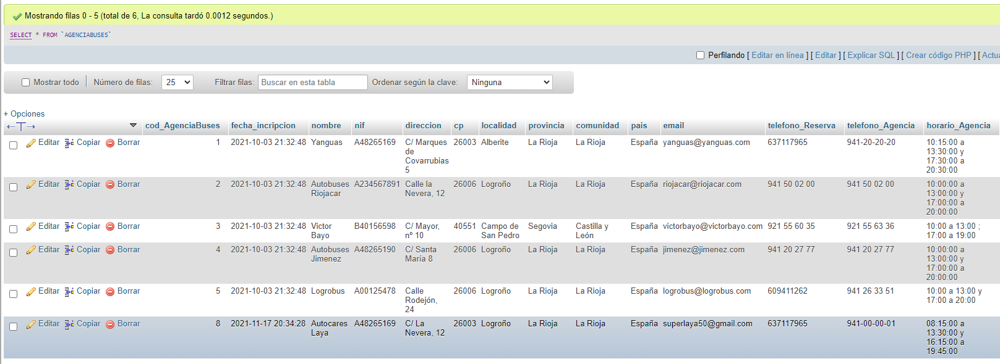 Mostrando filas 0 - 5 (total de 6, La consulta tardó 0.0012 segundos.)
SELECT * FROM `AGENCIABUSES`
Perfilando [ Editar en línea ] [ Editar ] [ Explicar SQL ] [ Crear código PHP ] [ Actua
Mostrar todo Número de filas: 25 Filtrar filas: Buscar en esta tabla Ordenar según la clave: Ninguna
+ Opciones
←T→ cod_AgenciaBuses fecha_incripcion nombre nif direccion cp localidad provincia comunidad pais email telefono_Reserva telefono_Agencia horario_Agencia
Editar Copiar Borrar 1 2021-10-03 21:32:48 Yanguas A48265169 C/ Marques 26003 Alberite La Rioja La Rioja España yanguas@yanguas.com 637117965 941-20-20-20 10:15:00 a
de 13:30:00 y
Covarrubias 17:30:00 a
5 20:30:00
Editar Copiar Borrar 2 2021-10-03 21:32:48 Autobuses A234567891 Calle la 26006 Logroño La Rioja La Rioja España riojacar@riojacar.com 941 50 02 00 941 50 02 00 10:00:00 a
Riojacar Nevera, 12 13:00:00 y
17:00:00 a
20:00:00
Editar Copiar Borrar 3 2021-10-03 21:32:48 Victor B40156598 C/ Mayor, 40551 Campo de Segovia Castilla y España victorbayo@victorbayo.com 921 55 60 35 921 55 63 36 10:00 a 13:00 ;
Bayo nº 10 San Pedro León 17:00 a 19:00
Editar Copiar Borrar 4 2021-10-03 21:32:48 Autobuses A48265190 C/ Santa 26006 Logroño La Rioja La Rioja España jimenez@jimenez.com 941 20 27 77 941 20 27 77 10:00:00 a
Jimenez María 8 13:00:00 y
17:00:00 a
20:00:00
Editar Copiar Borrar 5 2021-10-03 21:32:48 Logrobus A00125478 Calle 26006 Logroño La Rioja La Rioja España logrobus@logrobus.com 609411262 941 26 33 51 10:00 a 13:00 y
Rodejón, 17:00 a 20:00
24
Editar Copiar Borrar 8 2021-11-17 20:34:28 Autocares A48265169 C/ La 26003 Logroño La Rioja La Rioja España superlaya50@gmail.com 637117965 941-00-00-01 08:15:00 a
Laya Nevera, 12 13:30:00 y
16:15:00 a
19:45:00